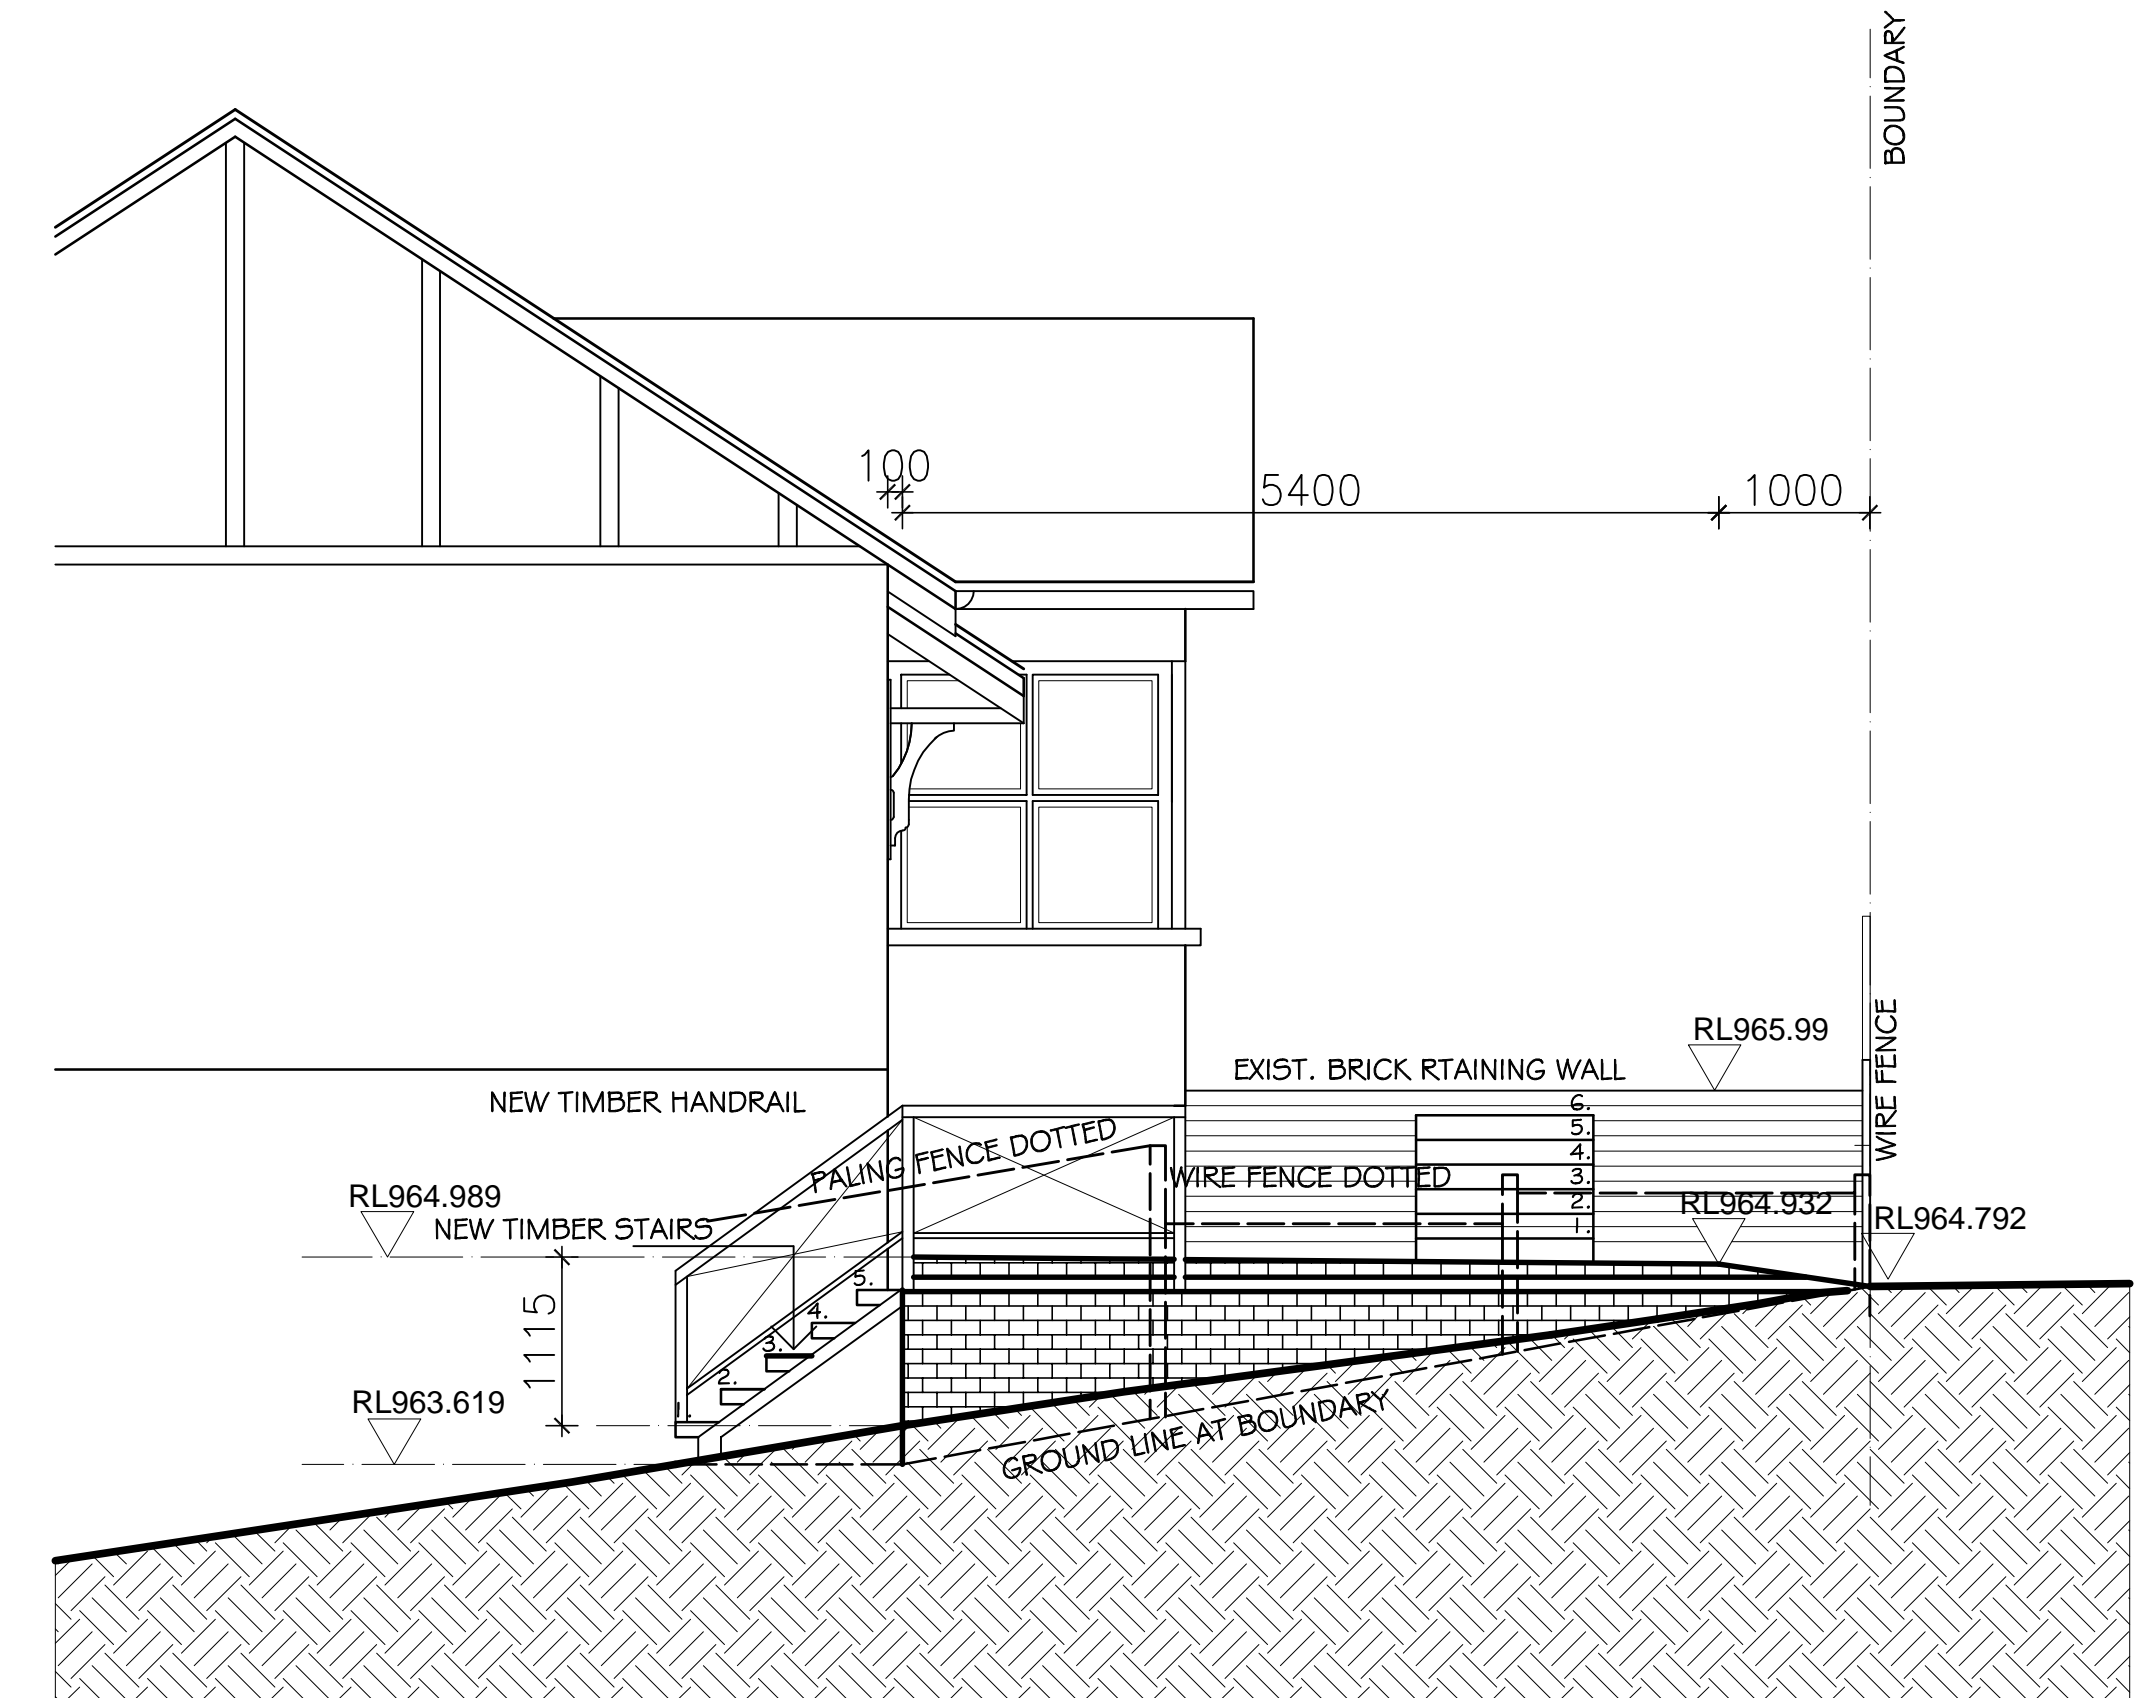 BOUNDARY
100
5400
1000
RL965.99
WIRE FENCE
EXIST. BRICK RTAINING WALL
NEW TIMBER HANDRAIL
6.
5.
4.
3.
2.
1.
PALING FENCE DOTTED
WIRE FENCE DOTTED
RL964.989
NEW TIMBER STAIRS
RL964.932
RL964.792
1115
5.
4.
3.
2.
1.
RL963.619
GROUND LINE AT BOUNDARY